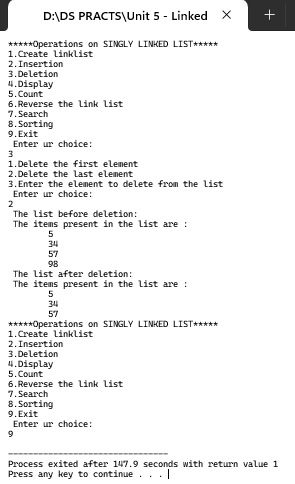 D:\DS PRACTS\Unit 5 - Linked
*****Operations on SINGLY LINKED LIST*****
1.Create linklist
2.Insertion
3.Deletion
4.Display
5.Count
6.Reverse the link list
7.Search
8.Sorting
9.Exit
Enter ur choice:
3
1.Delete the first element
2.Delete the last element
3.Enter the element to delete from the list
Enter ur choice:
2
The list before deletion:
The items present in the list are :
5
34
57
98
The list after deletion:
The items present in the list are :
5
34
57
*****Operations on SINGLY LINKED LIST*****
1.Create linklist
2.Insertion
3.Deletion
4.Display
5.Count
6.Reverse the link list
7.Search
8.Sorting
9.Exit
Enter ur choice:
9
--------------------------------
Process exited after 147.9 seconds with return value 1
Press any key to continue . . .